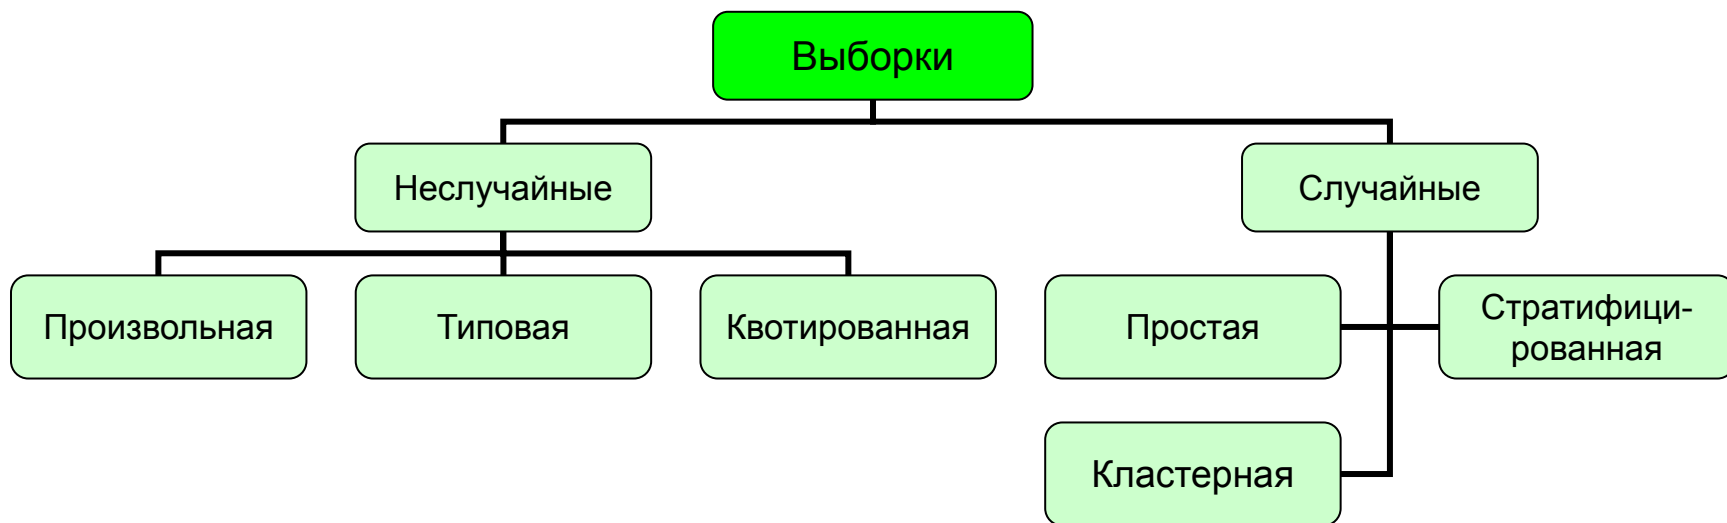 Выборки
Неслучайные
Случайные
Произвольная
Типовая
Квотированная
Простая
Стратифици-
рованная
Кластерная